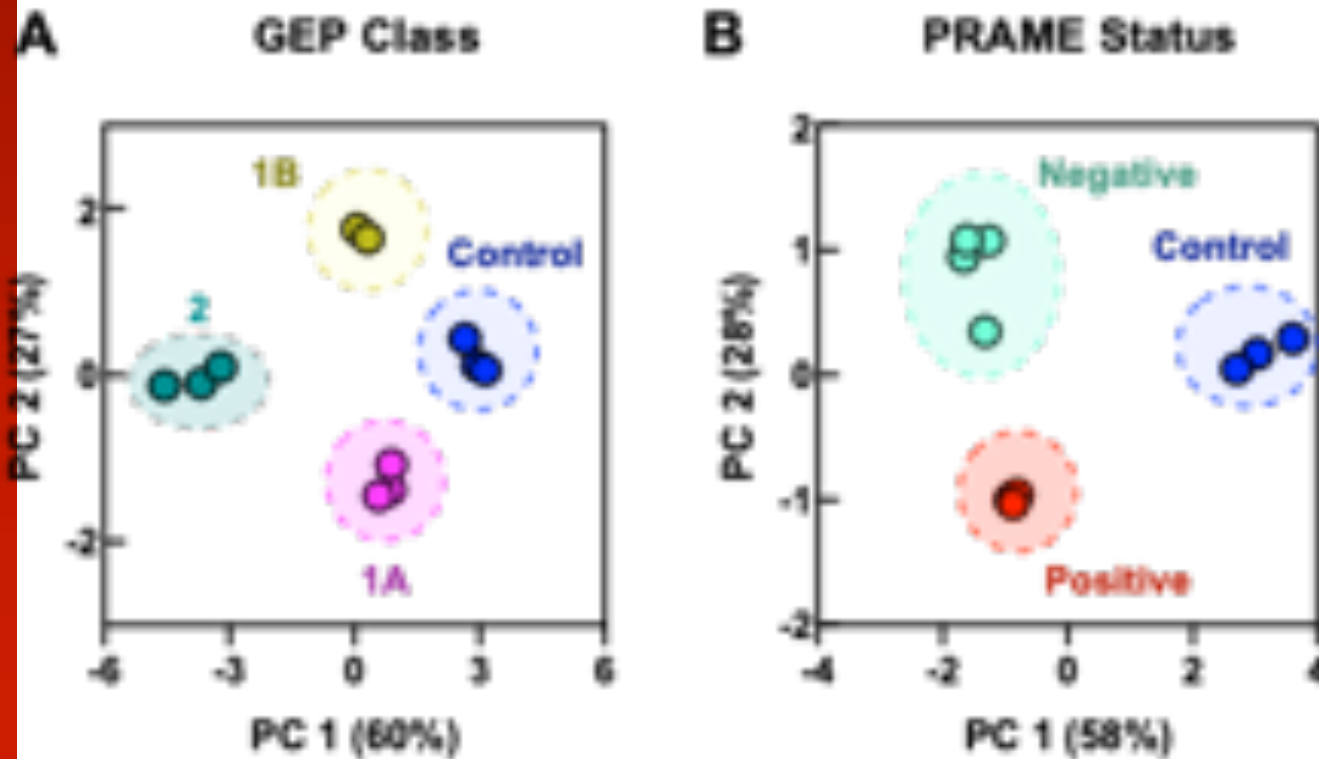 A GEP Class
1B
Control
2
1A
2
0
-2
-6 -3 0 3 6
PC 2 (27%)
PC 1 (60%)
B PRAME Status
Negative
Control
Positive
2
1
0
-1
-2
-4 -2 0 2 4
PC 2 (28%)
PC 1 (58%)